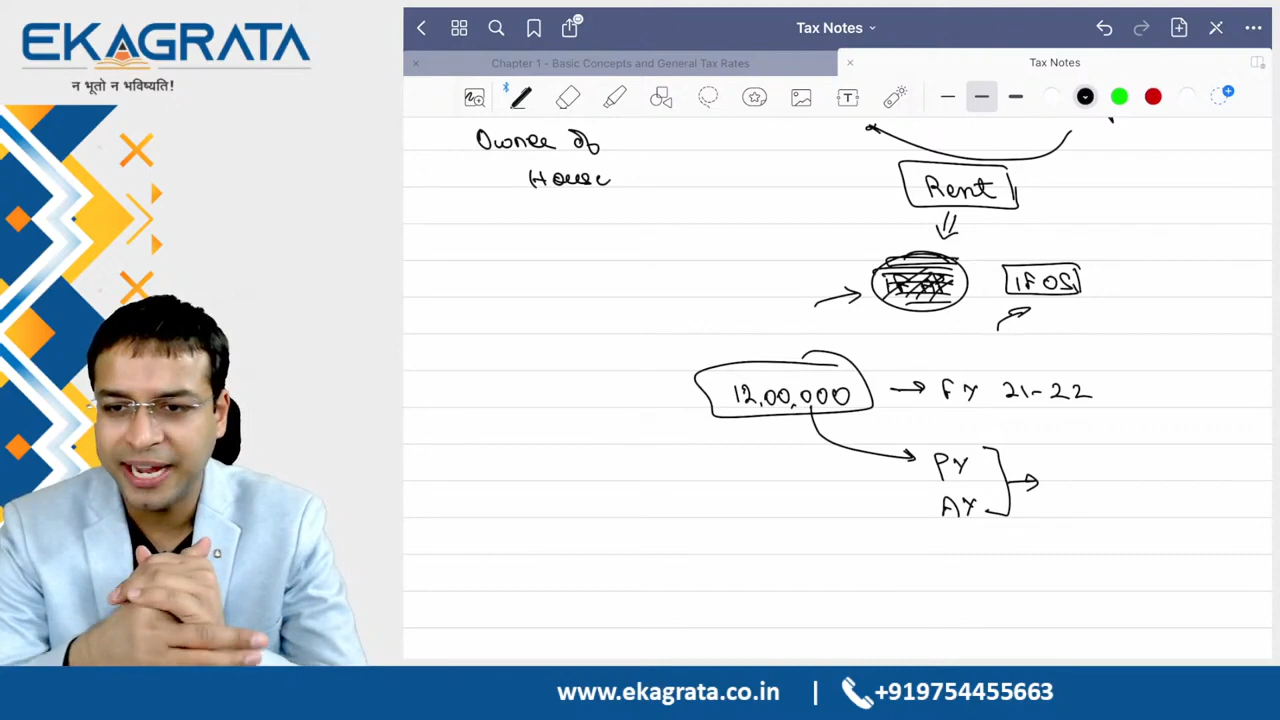 EKAGRATA
न भूतो न भविष्यति!
Tax Notes
Chapter 1 - Basic Concepts and General Tax Rates
Tax Notes
T
Owner of
House
Rent
IFOS
12,00,000 → FY 21-22
PY
AY
www.ekagrata.co.in | +919754455663